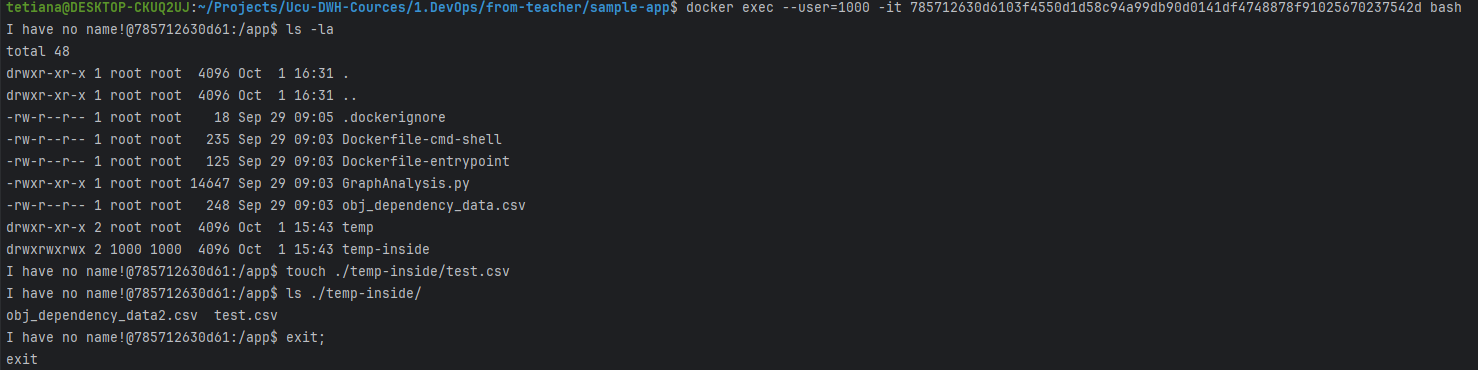 tetiana@DESKTOP-CKUQ2UJ:~/Projects/Ucu-DWH-Cources/1.DevOps/from-teacher/sample-app$ docker exec --user=1000 -it 785712630d6103f4550d1d58c94a99db90d0141df4748878f91025670237542d bash
I have no name!@785712630d61:/app$ ls -la
total 48
drwxr-xr-x 1 root root  4096 Oct  1 16:31 .
drwxr-xr-x 1 root root  4096 Oct  1 16:31 ..
-rw-r--r-- 1 root root    18 Sep 29 09:05 .dockerignore
-rw-r--r-- 1 root root   235 Sep 29 09:03 Dockerfile-cmd-shell
-rw-r--r-- 1 root root   125 Sep 29 09:03 Dockerfile-entrypoint
-rwxr-xr-x 1 root root 14647 Sep 29 09:03 GraphAnalysis.py
-rw-r--r-- 1 root root   248 Sep 29 09:03 obj_dependency_data.csv
drwxr-xr-x 2 root root  4096 Oct  1 15:43 temp
drwxrwxrwx 2 1000 1000  4096 Oct  1 15:43 temp-inside
I have no name!@785712630d61:/app$ touch ./temp-inside/test.csv
I have no name!@785712630d61:/app$ ls ./temp-inside/
obj_dependency_data2.csv  test.csv
I have no name!@785712630d61:/app$ exit;
exit